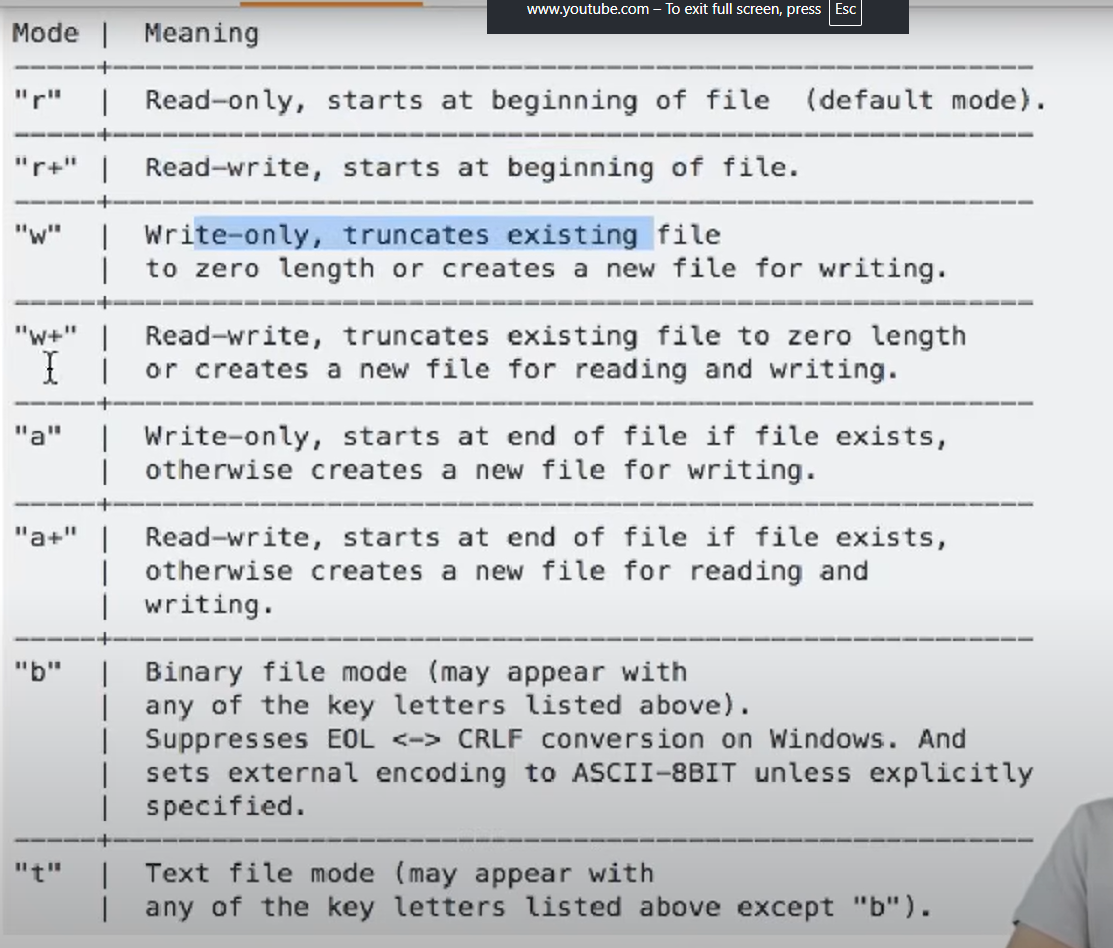 www.youtube.com – To exit full screen, press Esc
Mode | Meaning
-----+--------------------------------------------------------
"r" | Read-only, starts at beginning of file (default mode).
-----+--------------------------------------------------------
"r+" | Read-write, starts at beginning of file.
-----+--------------------------------------------------------
"w" | Write-only, truncates existing file
| to zero length or creates a new file for writing.
-----+--------------------------------------------------------
"w+" | Read-write, truncates existing file to zero length
| or creates a new file for reading and writing.
-----+--------------------------------------------------------
"a" | Write-only, starts at end of file if file exists,
| otherwise creates a new file for writing.
-----+--------------------------------------------------------
"a+" | Read-write, starts at end of file if file exists,
| otherwise creates a new file for reading and
| writing.
-----+--------------------------------------------------------
"b" | Binary file mode (may appear with
| any of the key letters listed above).
| Suppresses EOL <-> CRLF conversion on Windows. And
| sets external encoding to ASCII-8BIT unless explicitly
| specified.
-----+--------------------------------------------------------
"t" | Text file mode (may appear with
| any of the key letters listed above except "b").